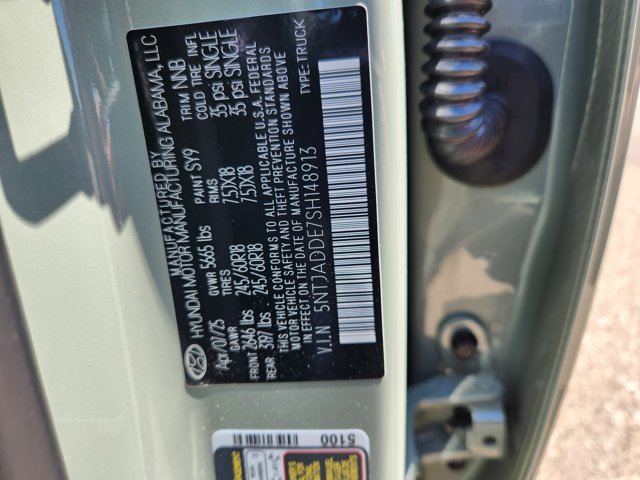 MANUFACTURED BY
HYUNDAI MOTOR MANUFACTURING ALABAMA, LLC
Apr/07/25 GVWR 5665 lbs PAINT SY9 TRIM NNB
GAWR TIRES RIMS COLD TIRE INFL
FRONT 2646 lbs 245/60R18 7.5JX18 35 psi SINGLE
REAR 3197 lbs 245/60R18 7.5JX18 35 psi SINGLE
THIS VEHICLE CONFORMS TO ALL APPLICABLE U.S.A. FEDERAL
MOTOR VEHICLE SAFETY AND THEFT PREVENTION STANDARDS
IN EFFECT ON THE DATE OF MANUFACTURE SHOWN ABOVE
V.I.N 5NTJADDE7SH148913 TYPE:TRUCK
5100